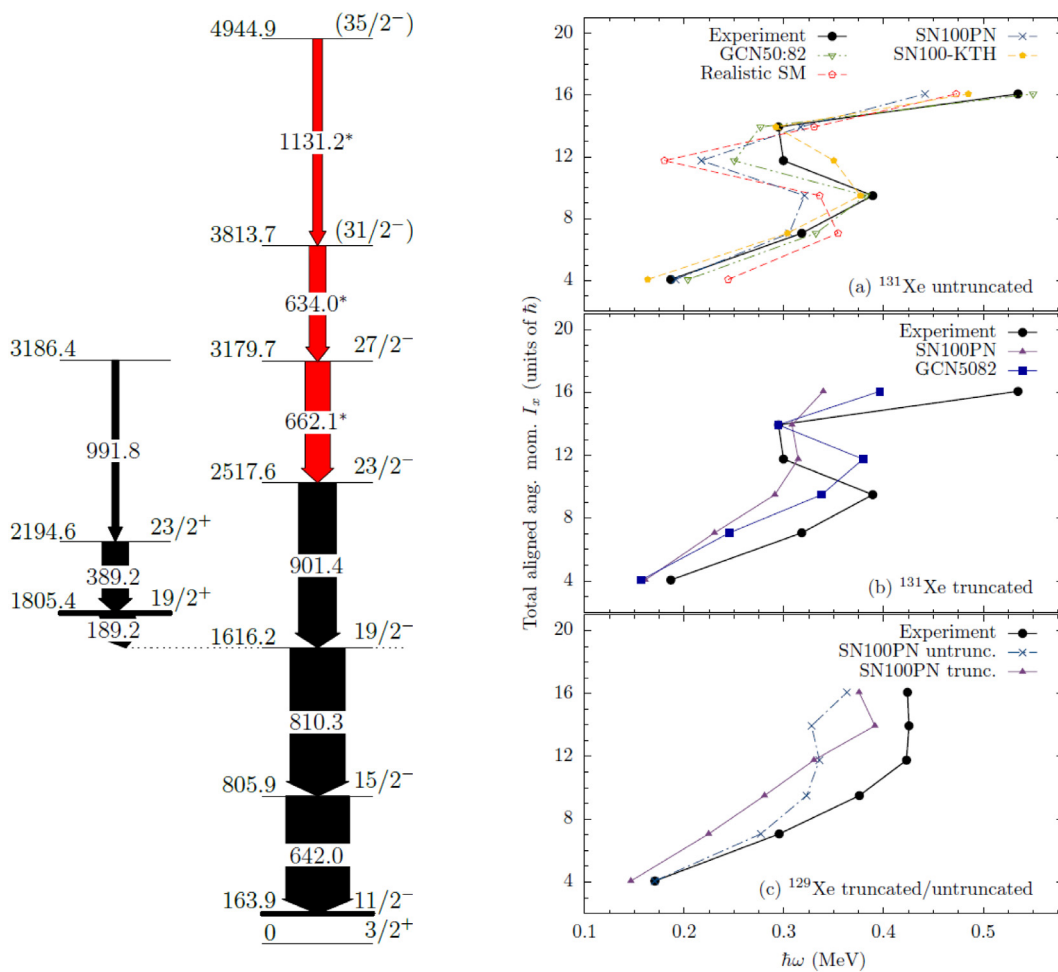 4944.9 (35/2⁻)
1131.2*
3813.7 (31/2⁻)
634.0*
3186.4 3179.7 27/2⁻
991.8 662.1*
2517.6 23/2⁻
2194.6 23/2⁺
389.2 901.4
1805.4 19/2⁺
189.2 1616.2 19/2⁻
810.3
805.9 15/2⁻
642.0
163.9 11/2⁻
0 3/2⁺
Total aligned ang. mom. Iₓ (units of ℏ)
20
16
12
8
4
Experiment
GCN50:82
Realistic SM
SN100PN
SN100-KTH
(a) ¹³¹Xe untruncated
20
16
12
8
4
Experiment
SN100PN
GCN5082
(b) ¹³¹Xe truncated
20
16
12
8
4
Experiment
SN100PN untrunc.
SN100PN trunc.
(c) ¹²⁹Xe truncated/untruncated
0.1 0.2 0.3 0.4 0.5
ℏω (MeV)